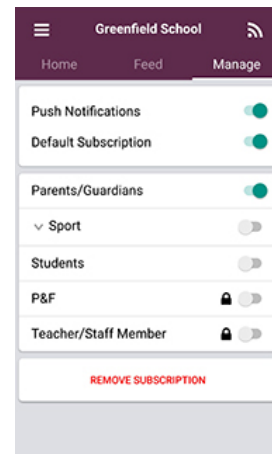 Greenfield School
Home Feed Manage
Push Notifications
Default Subscription
Parents/Guardians
Sport
Students
P&F
Teacher/Staff Member
REMOVE SUBSCRIPTION